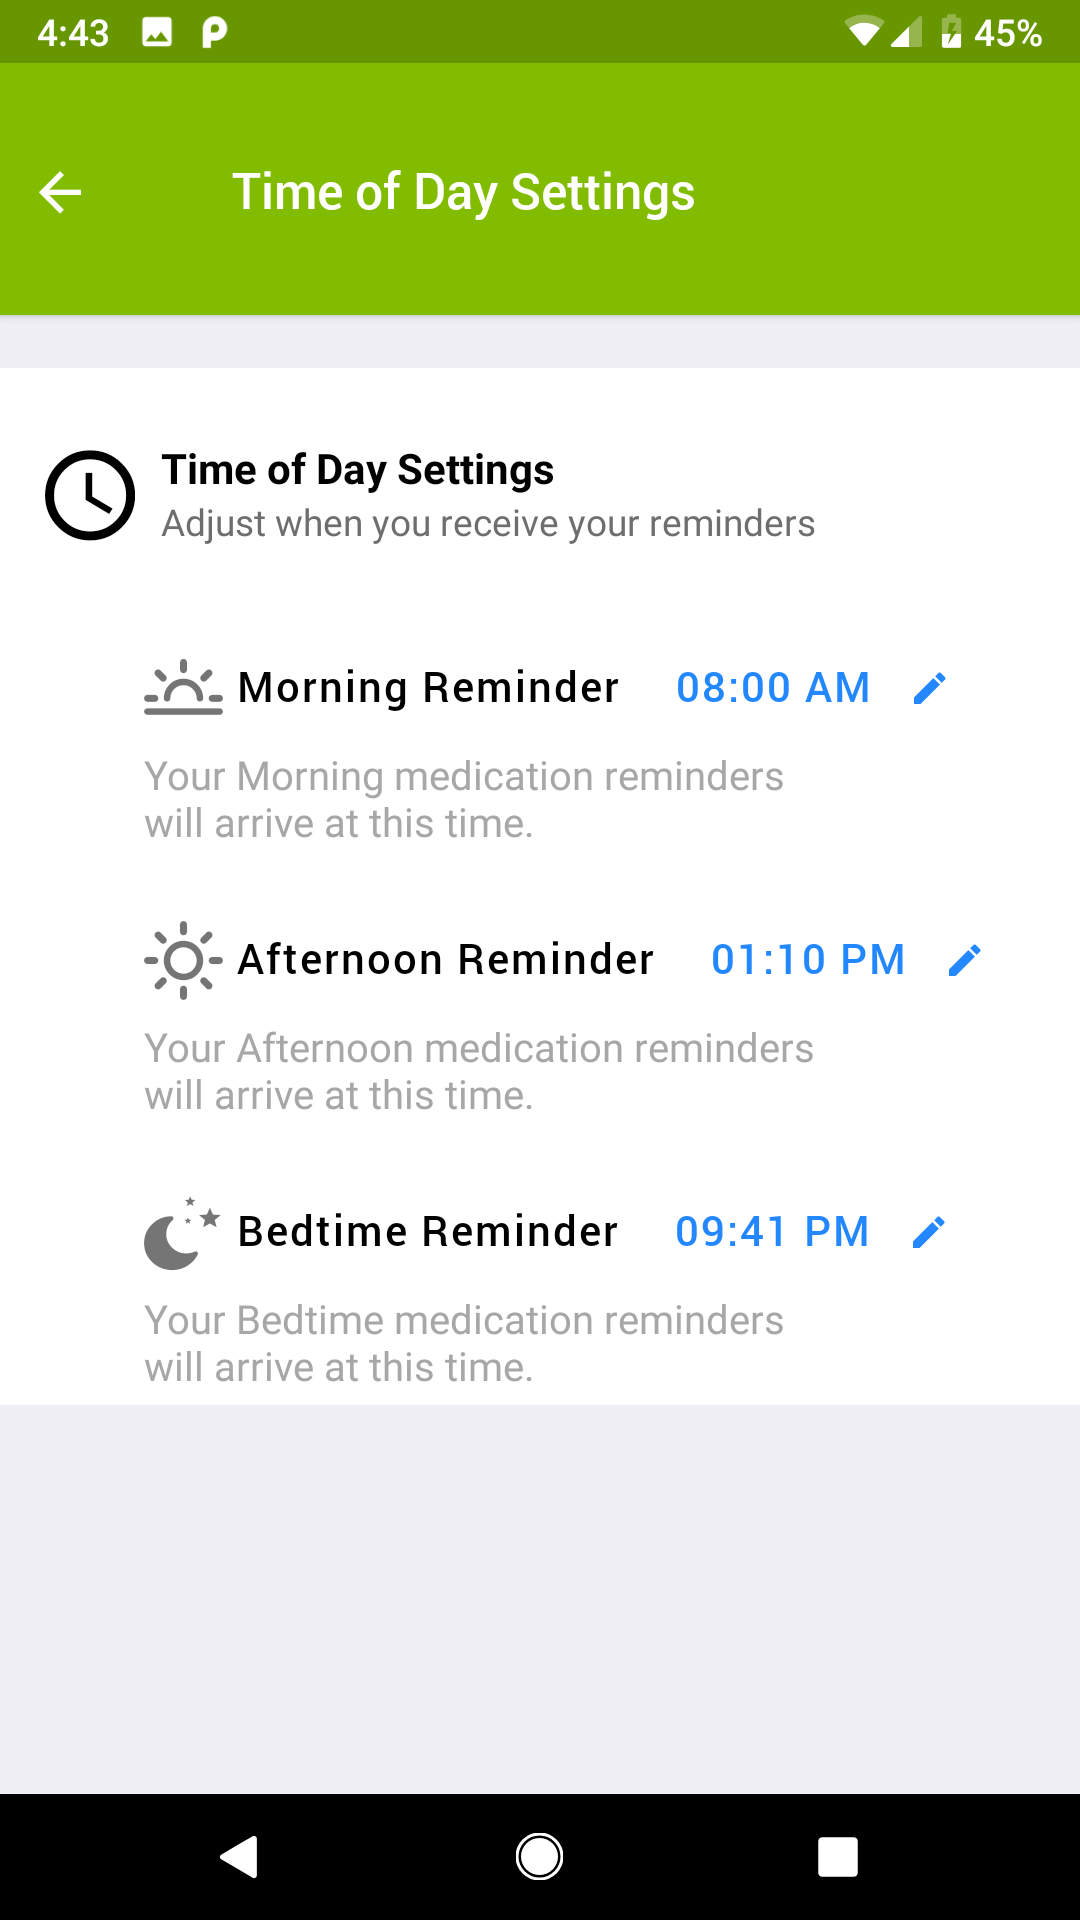 4:43
45%
Time of Day Settings
Time of Day Settings
Adjust when you receive your reminders
Morning Reminder 08:00 AM
Your Morning medication reminders
will arrive at this time.
Afternoon Reminder 01:10 PM
Your Afternoon medication reminders
will arrive at this time.
Bedtime Reminder 09:41 PM
Your Bedtime medication reminders
will arrive at this time.